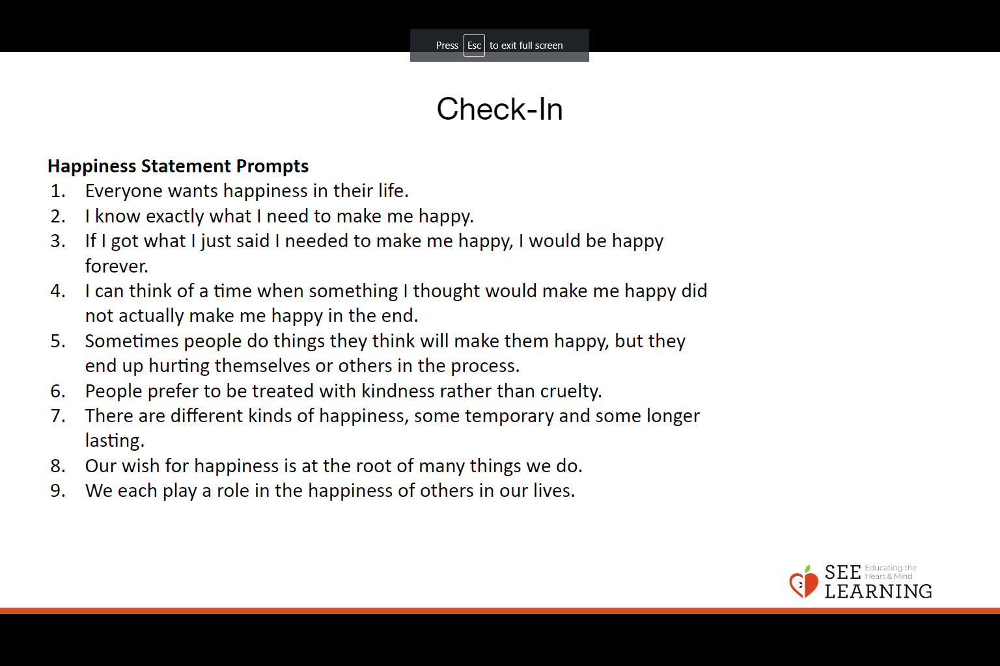 Press Esc to exit full screen
Check-In
Happiness Statement Prompts
1. Everyone wants happiness in their life.
2. I know exactly what I need to make me happy.
3. If I got what I just said I needed to make me happy, I would be happy
forever.
4. I can think of a time when something I thought would make me happy did
not actually make me happy in the end.
5. Sometimes people do things they think will make them happy, but they
end up hurting themselves or others in the process.
6. People prefer to be treated with kindness rather than cruelty.
7. There are different kinds of happiness, some temporary and some longer
lasting.
8. Our wish for happiness is at the root of many things we do.
9. We each play a role in the happiness of others in our lives.
SEE Educating the
Heart & Mind
LEARNING